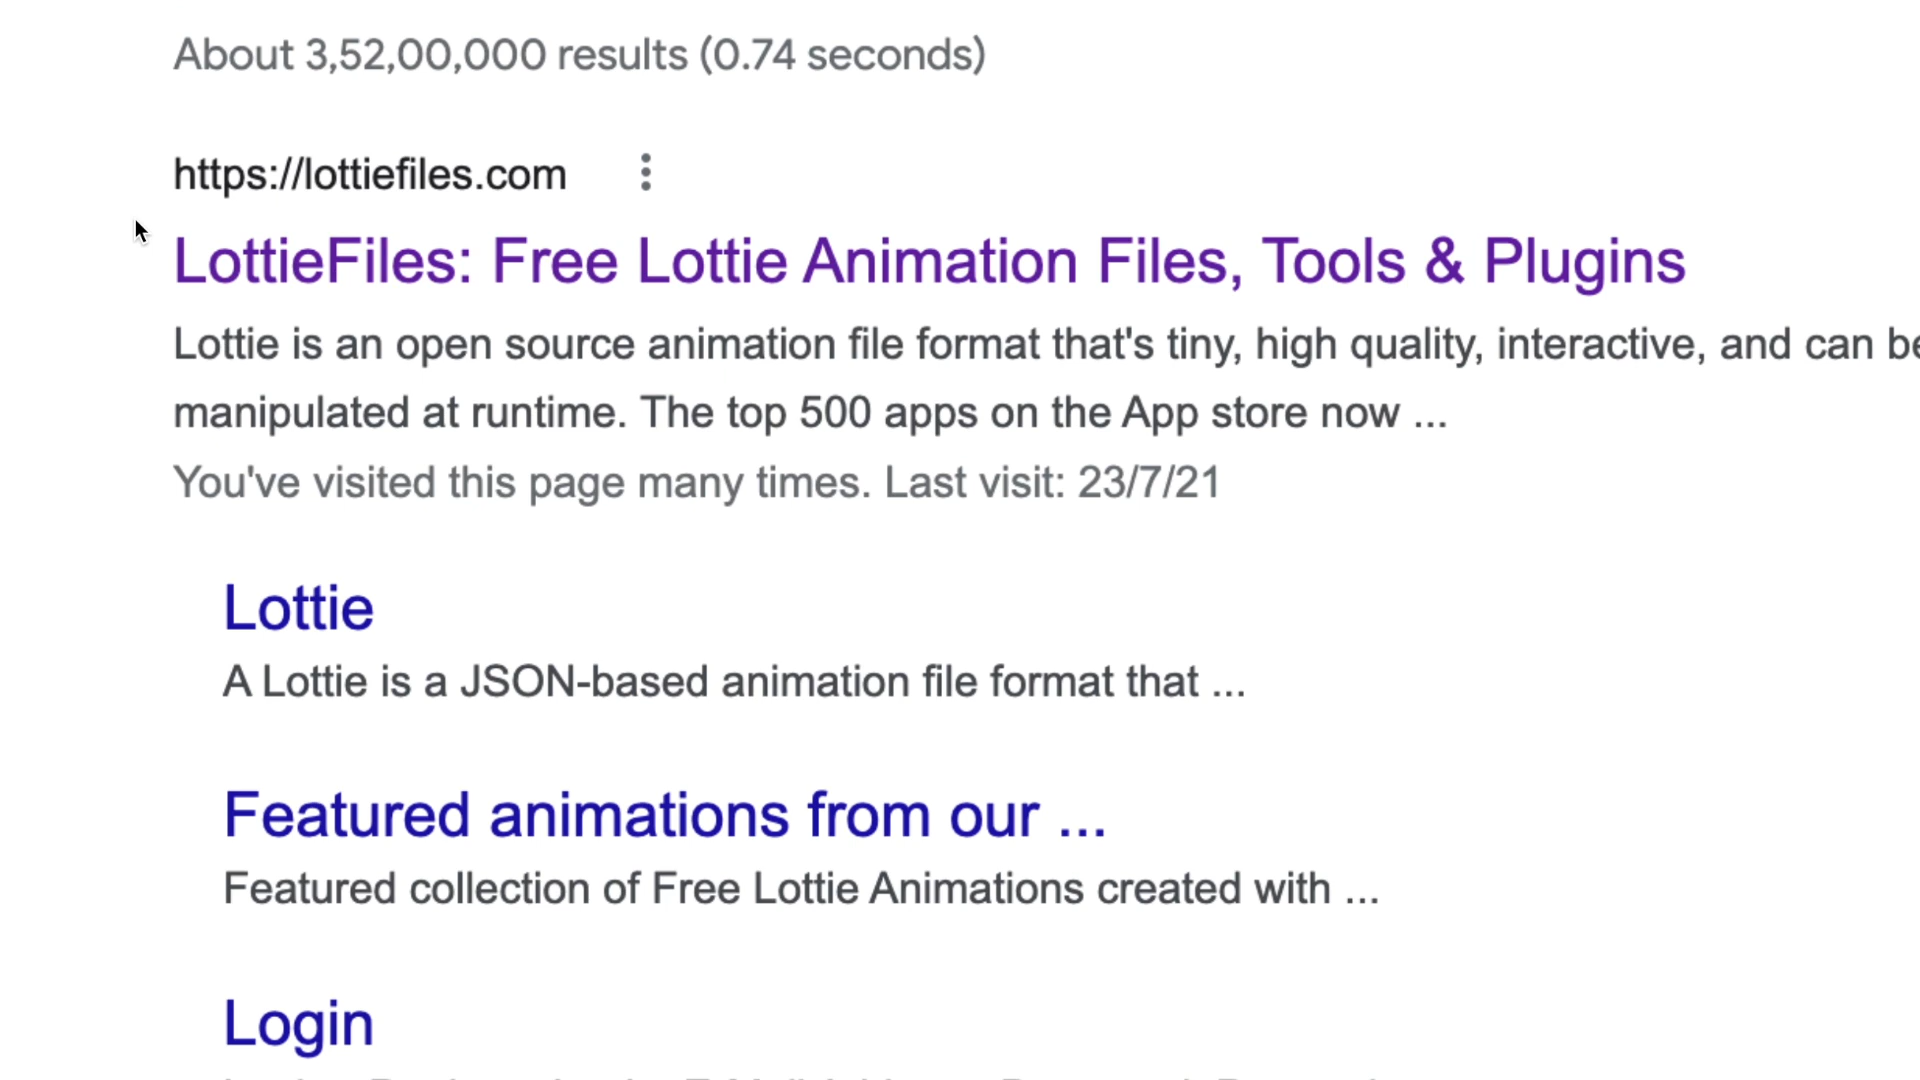 About 3,52,00,000 results (0.74 seconds)
https://lottiefiles.com
LottieFiles: Free Lottie Animation Files, Tools & Plugins
Lottie is an open source animation file format that's tiny, high quality, interactive, and can be
manipulated at runtime. The top 500 apps on the App store now ...
You've visited this page many times. Last visit: 23/7/21
Lottie
A Lottie is a JSON-based animation file format that ...
Featured animations from our ...
Featured collection of Free Lottie Animations created with ...
Login